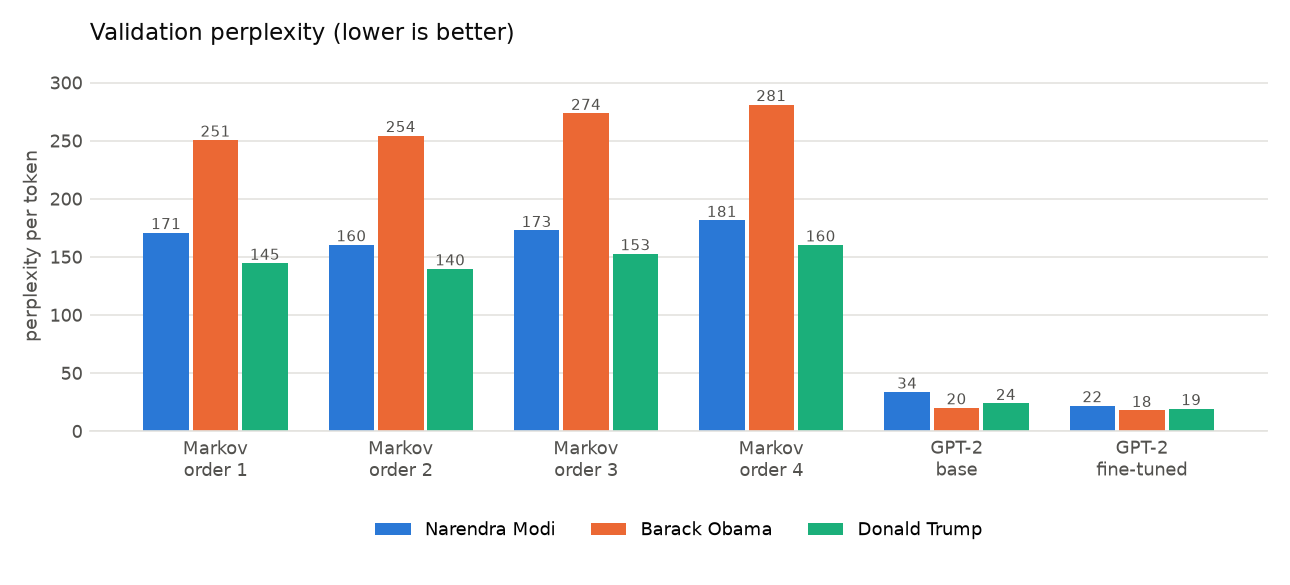 Validation perplexity (lower is better)
perplexity per token
300
250
200
150
100
50
0
171
251
145
160
254
140
173
274
153
181
281
160
34
20
24
22
18
19
Markov
order 1
Markov
order 2
Markov
order 3
Markov
order 4
GPT-2
base
GPT-2
fine-tuned
Narendra Modi
Barack Obama
Donald Trump